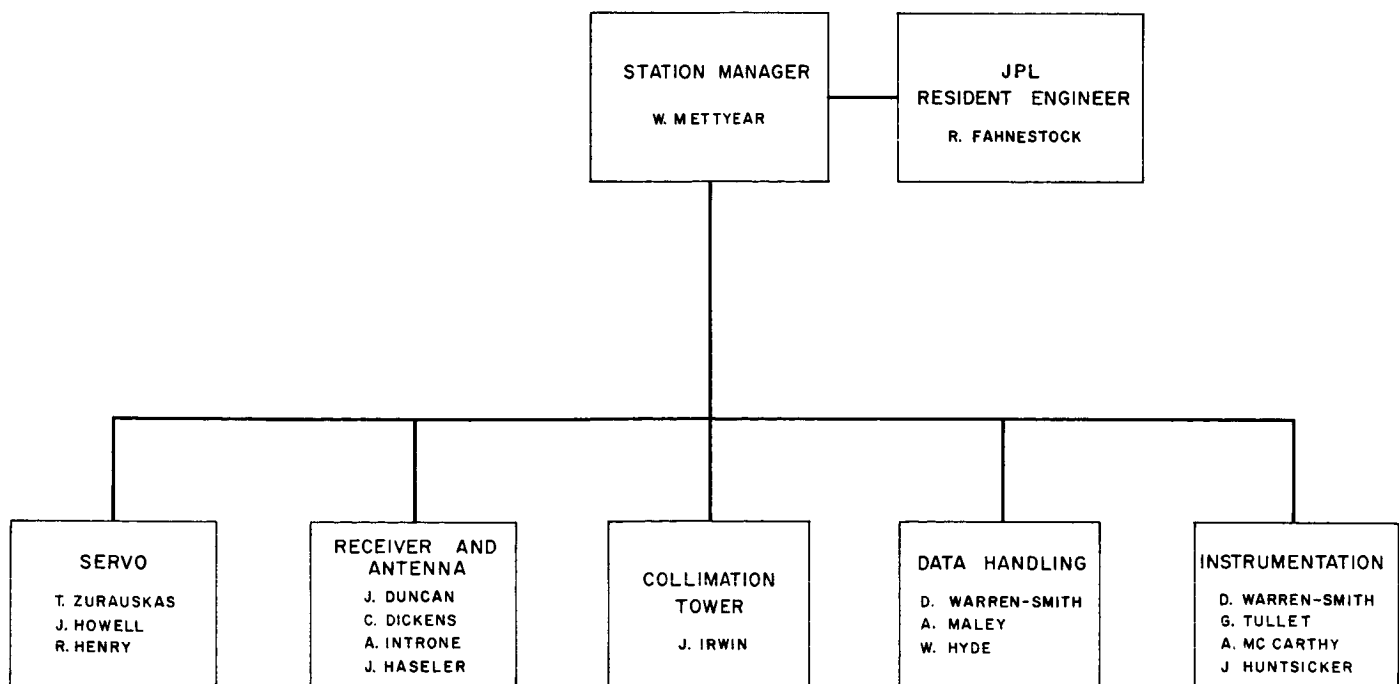 STATION MANAGER
W. METTYEAR
JPL
RESIDENT ENGINEER
R. FAHNESTOCK
SERVO
T. ZURAUSKAS
J. HOWELL
R. HENRY
RECEIVER AND
ANTENNA
J. DUNCAN
C. DICKENS
A. INTRONE
J. HASELER
COLLIMATION
TOWER
J. IRWIN
DATA HANDLING
D. WARREN-SMITH
A. MALEY
W. HYDE
INSTRUMENTATION
D. WARREN-SMITH
G. TULLET
A. MC CARTHY
J HUNTSICKER